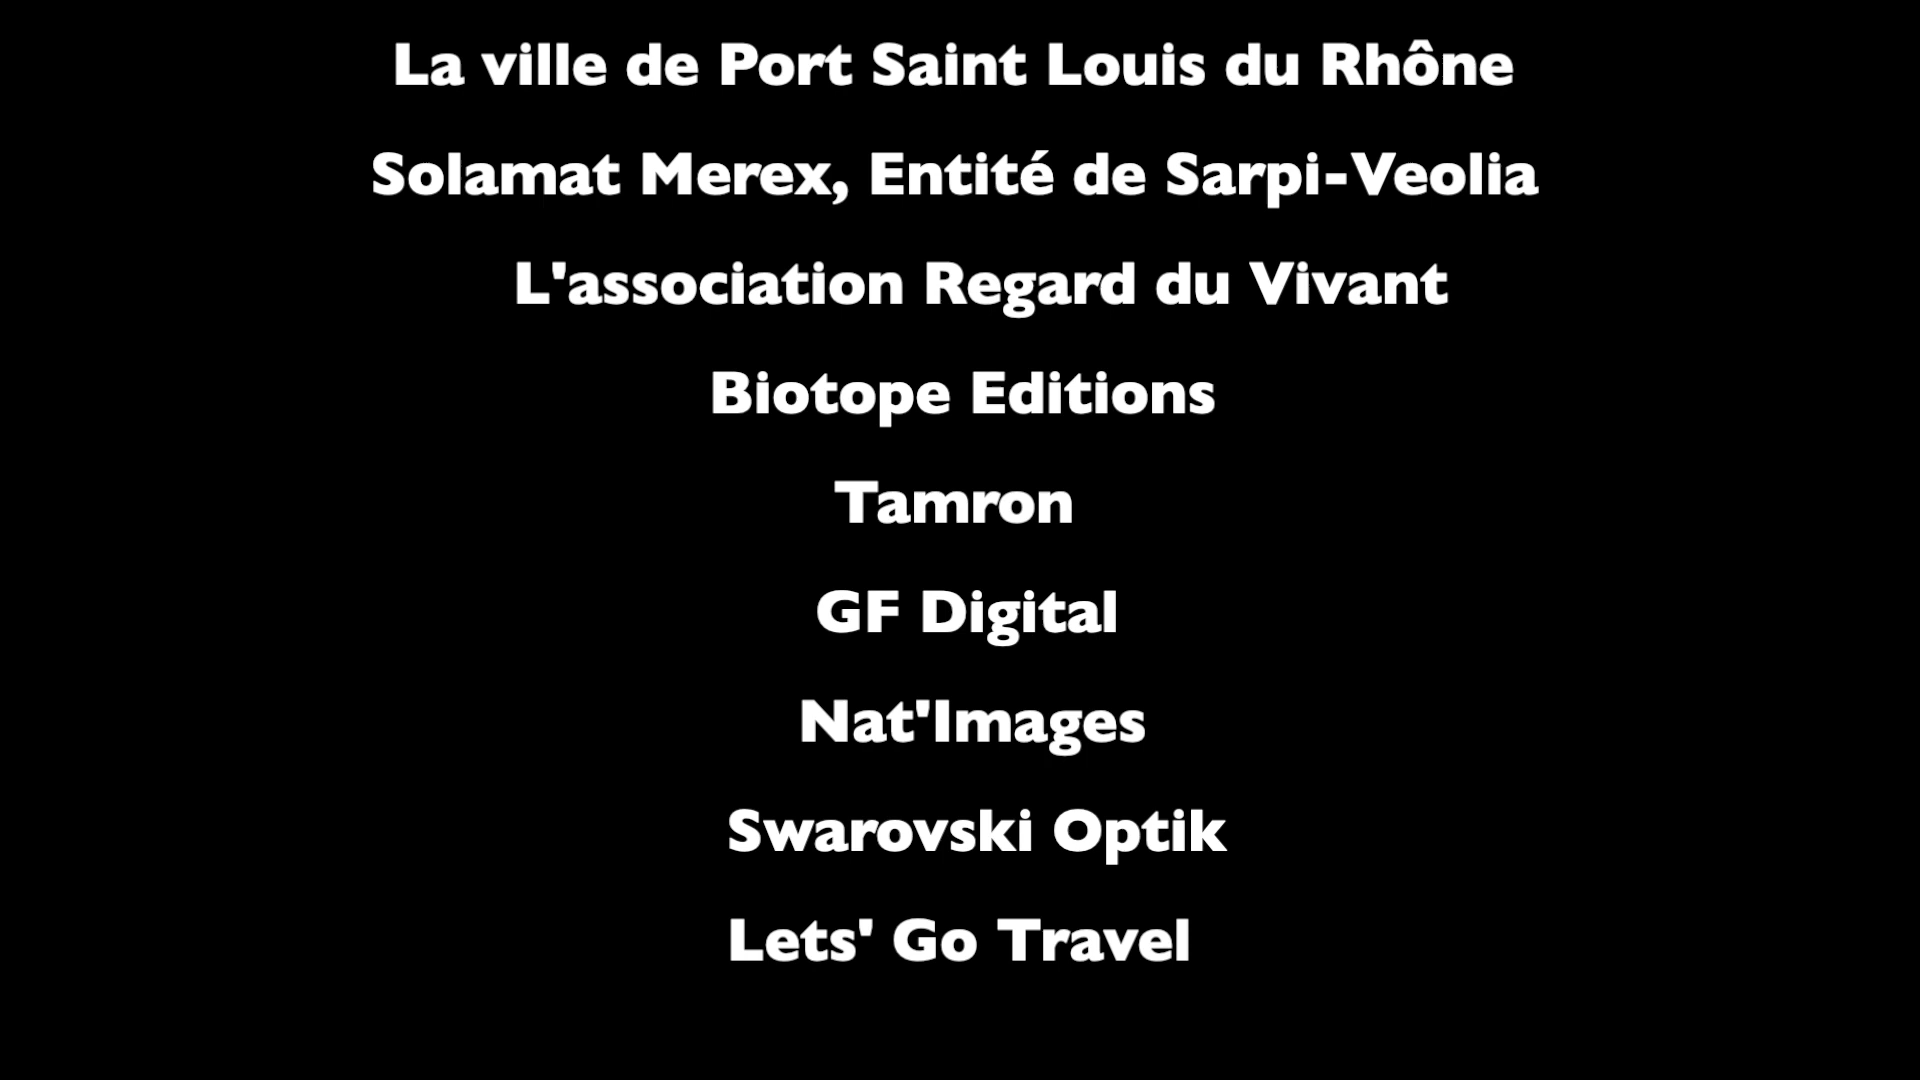 La ville de Port Saint Louis du Rhône
Solamat Merex, Entité de Sarpi-Veolia
L'association Regard du Vivant
Biotope Editions
Tamron
GF Digital
Nat'Images
Swarovski Optik
Lets' Go Travel